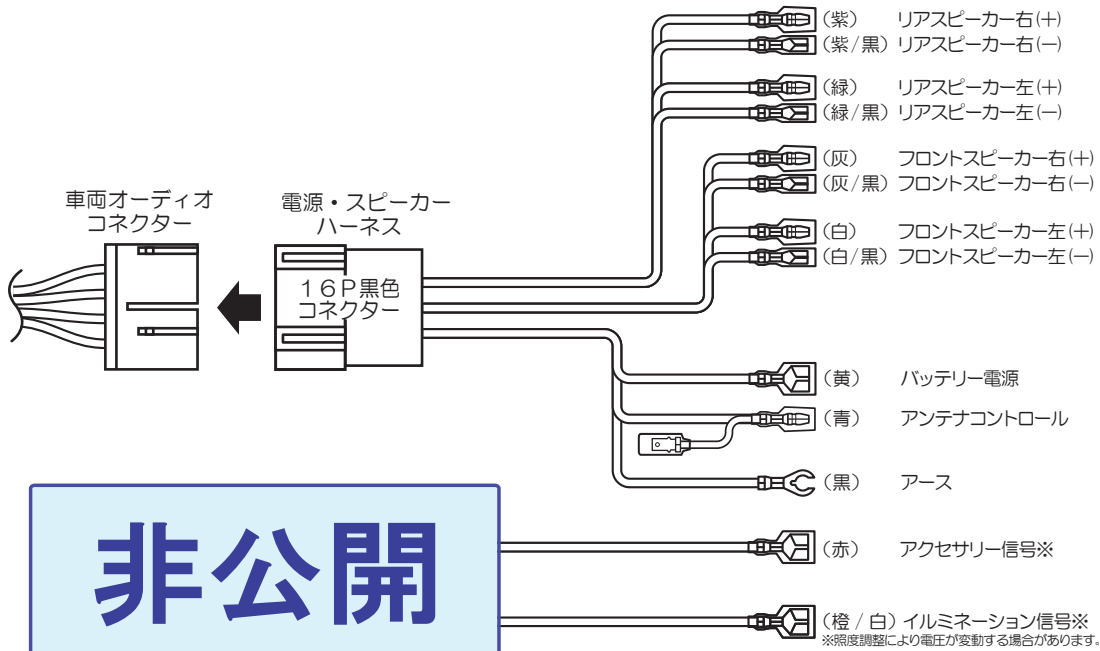 (紫) リアスピーカー右(+)
(紫/黒) リアスピーカー右(−)
(緑) リアスピーカー左(+)
(緑/黒) リアスピーカー左(−)
(灰) フロントスピーカー右(+)
(灰/黒) フロントスピーカー右(−)
(白) フロントスピーカー左(+)
(白/黒) フロントスピーカー左(−)
車両オーディオ
コネクター
電源・スピーカー
ハーネス
16P黒色
コネクター
(黄) バッテリー電源
(青) アンテナコントロール
(黒) アース
非公開
(赤) アクセサリー信号※
(橙 / 白) イルミネーション信号※
※照度調整により電圧が変動する場合があります。